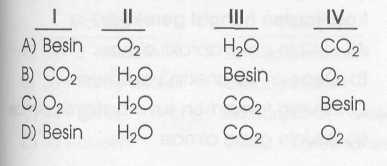 I II III IV
A) Besin O₂ H₂O CO₂
B) CO₂ H₂O Besin O₂
C) O₂ H₂O CO₂ Besin
D) Besin H₂O CO₂ O₂